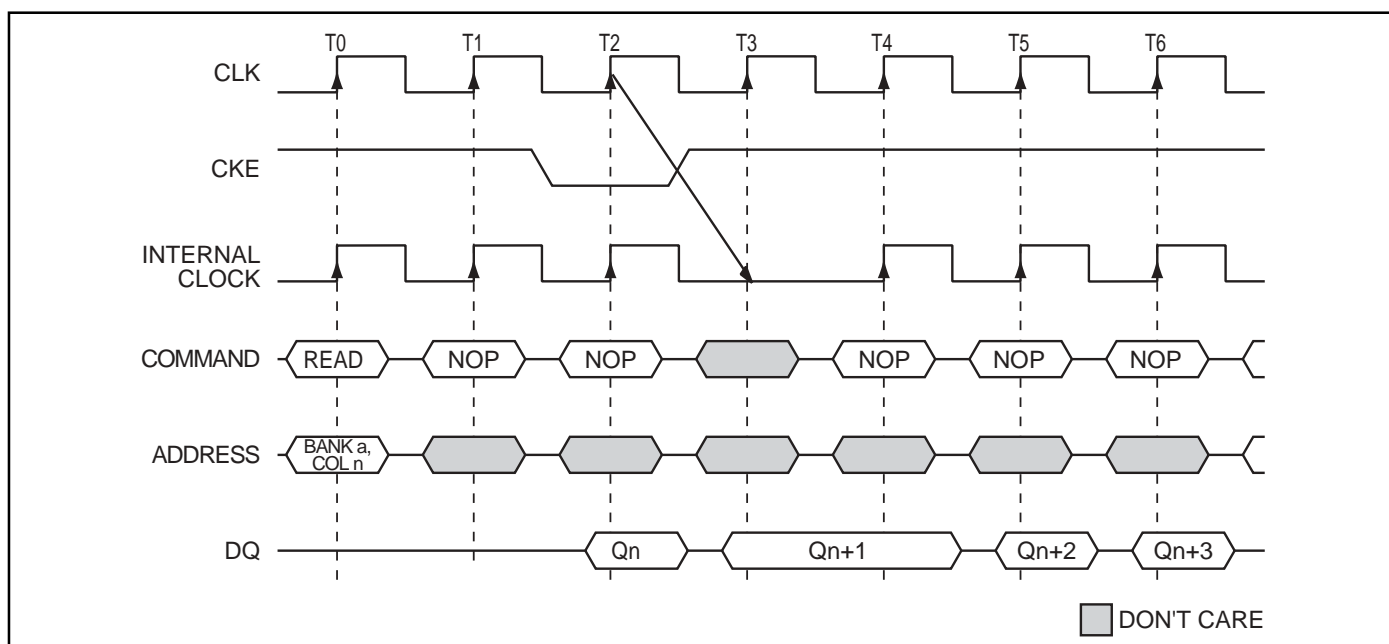 T0 T1 T2 T3 T4 T5 T6
CLK
CKE
INTERNAL
CLOCK
COMMAND READ NOP NOP NOP NOP NOP
ADDRESS BANK a,
COL n
DQ Qn Qn+1 Qn+2 Qn+3
DON'T CARE